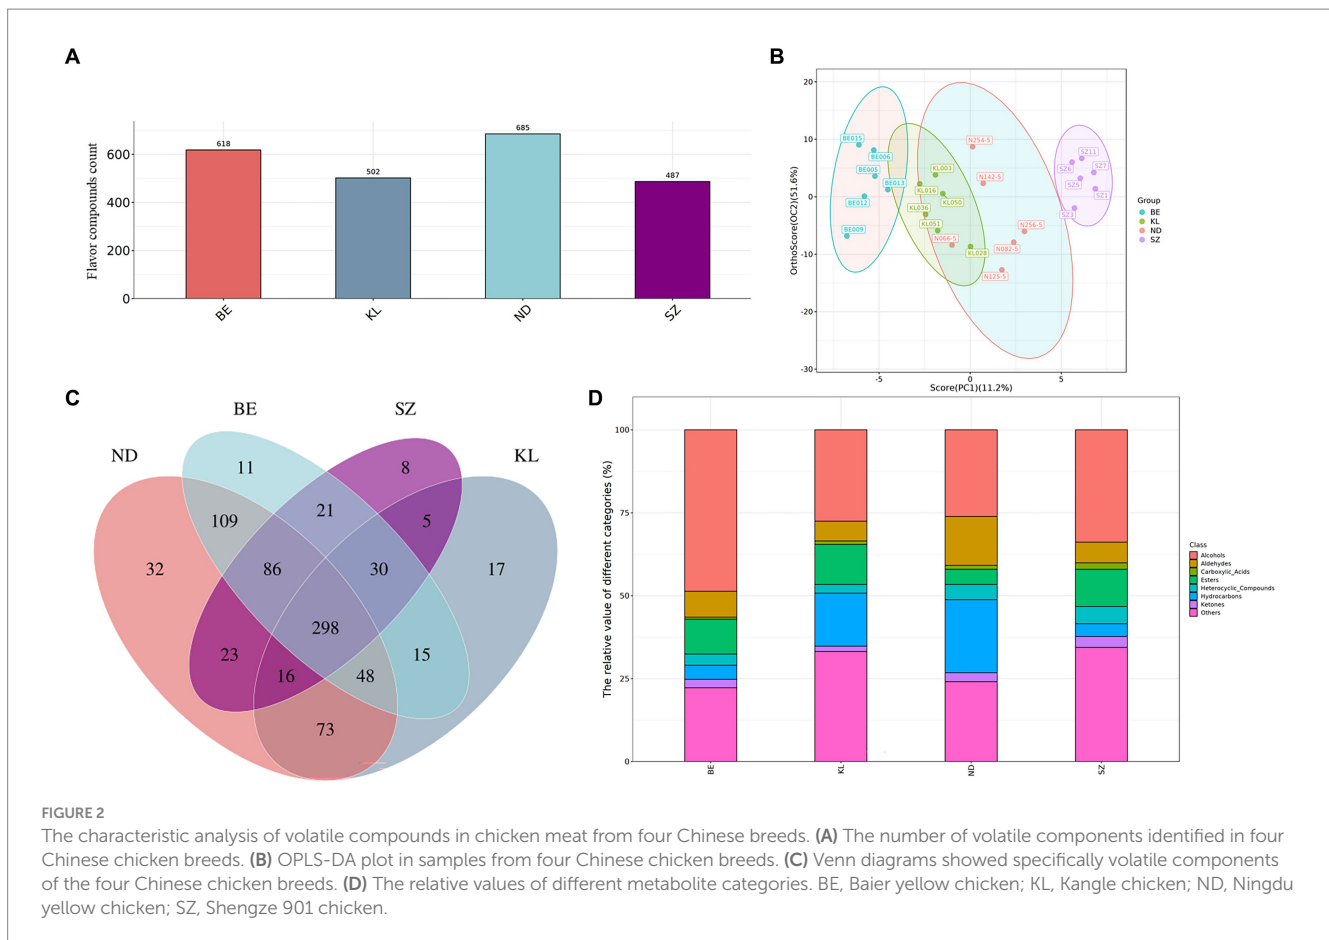 A
Flavor compounds count
600
400
200
0
618
502
685
487
BE
KL
ND
SZ
B
OrthoScore(OC2)(51.6%)
20
10
0
-10
-20
-30
BE015
BE006
BE005
BE013
BE012
BE009
KL003
KL016
KL050
KL036
KL051
KL028
N254-5
N142-5
N256-5
N066-5
N082-5
N125-5
SZ11
SZ6
SZ7
SZ5
SZ1
SZ3
-5
0
5
Score(PC1)(11.2%)
Group
BE
KL
ND
SZ
C
ND
BE
SZ
KL
11
8
109
21
5
32
86
30
17
298
23
15
16
48
73
D
The relative value of different categories (%)
100
75
50
25
0
BE
KL
ND
SZ
Class
Alcohols
Aldehydes
Carboxylic_Acids
Esters
Heterocyclic_Compounds
Hydrocarbons
Ketones
Others
FIGURE 2
The characteristic analysis of volatile compounds in chicken meat from four Chinese breeds. (A) The number of volatile components identified in four
Chinese chicken breeds. (B) OPLS-DA plot in samples from four Chinese chicken breeds. (C) Venn diagrams showed specifically volatile components
of the four Chinese chicken breeds. (D) The relative values of different metabolite categories. BE, Baier yellow chicken; KL, Kangle chicken; ND, Ningdu
yellow chicken; SZ, Shengze 901 chicken.